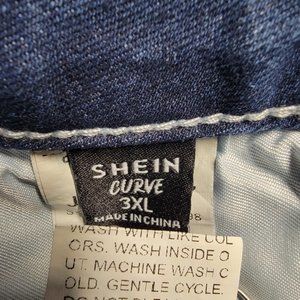 SHEIN
CURVE
3XL
MADE IN CHINA
WASH WITH LIKE COL
ORS. WASH INSIDE O
UT. MACHINE WASH C
OLD. GENTLE CYCLE.